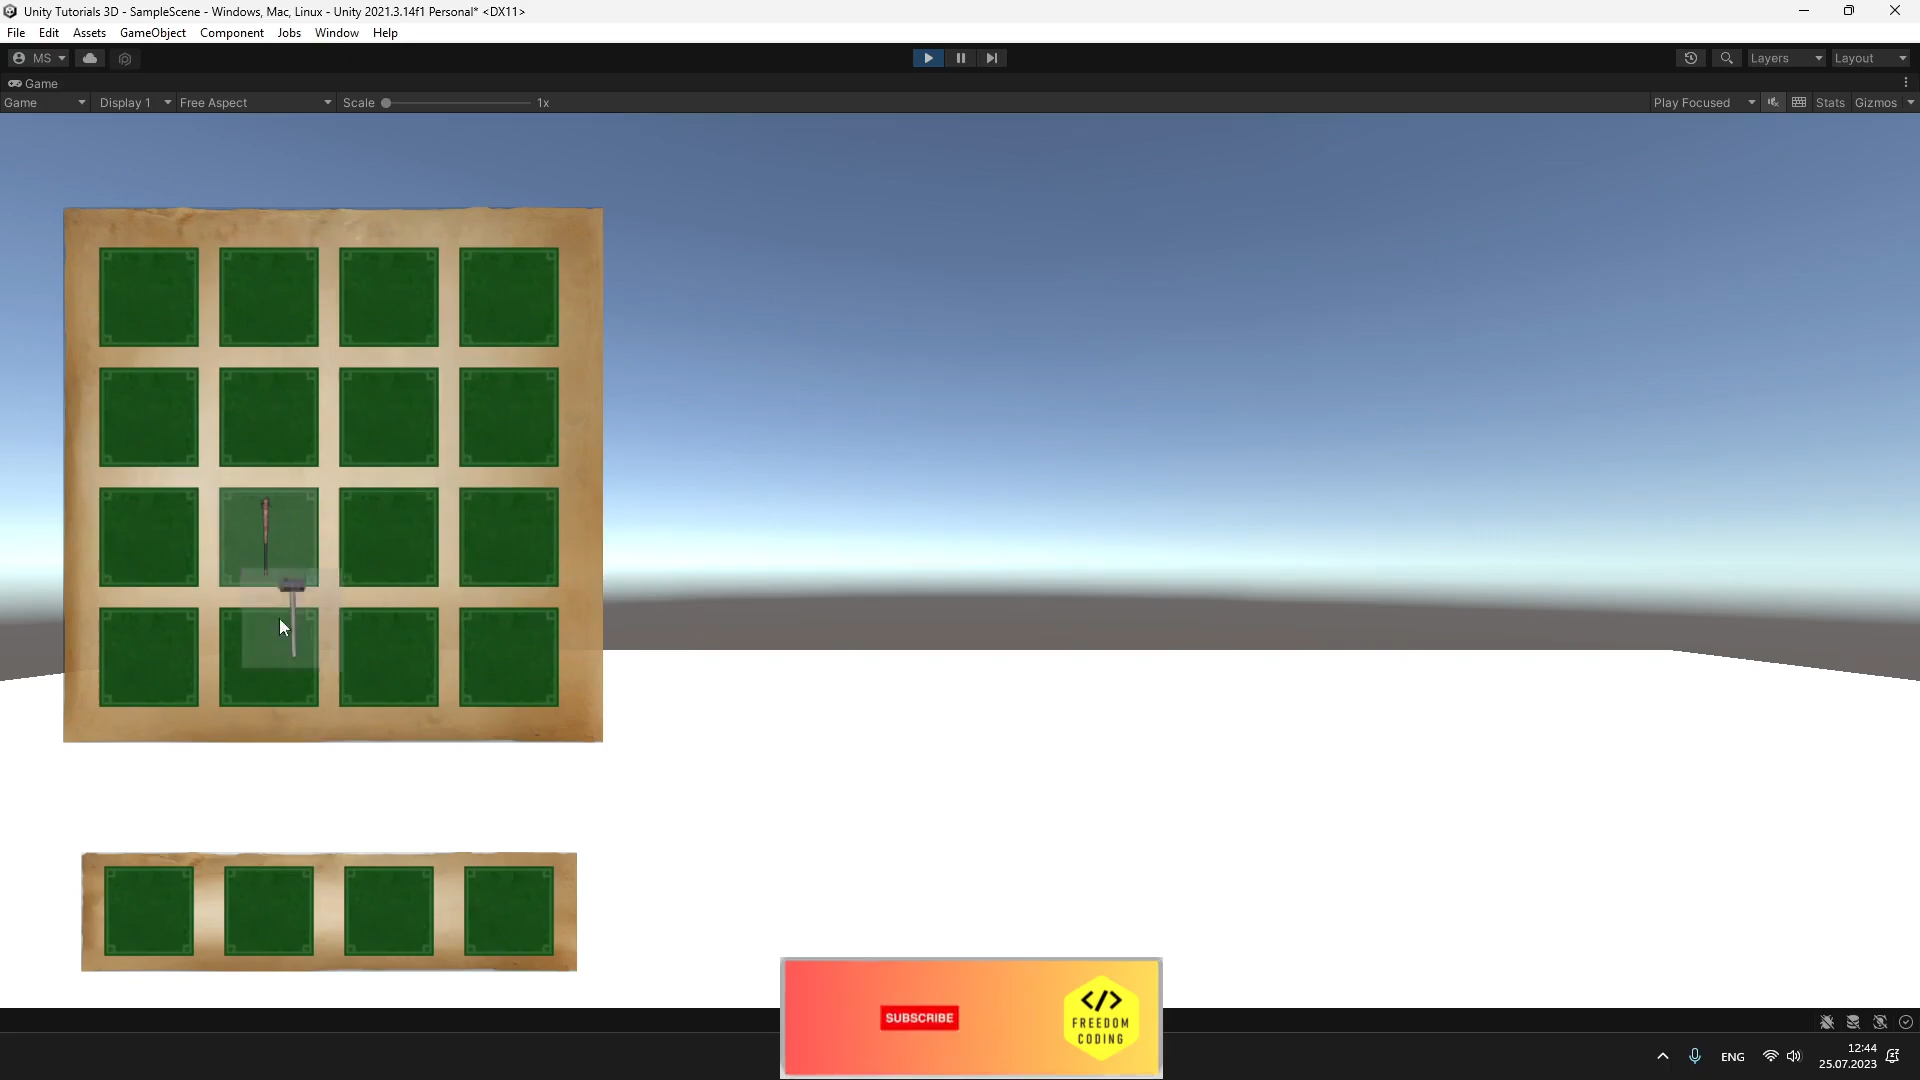 Unity Tutorials 3D - SampleScene - Windows, Mac, Linux - Unity 2021.3.14f1 Personal* <DX11>
File Edit Assets GameObject Component Jobs Window Help
MS Layers Layout
Game
Game Display 1 Free Aspect Scale 1x Play Focused Stats Gizmos
SUBSCRIBE
</>
FREEDOM
CODING
ENG
12:44
25.07.2023